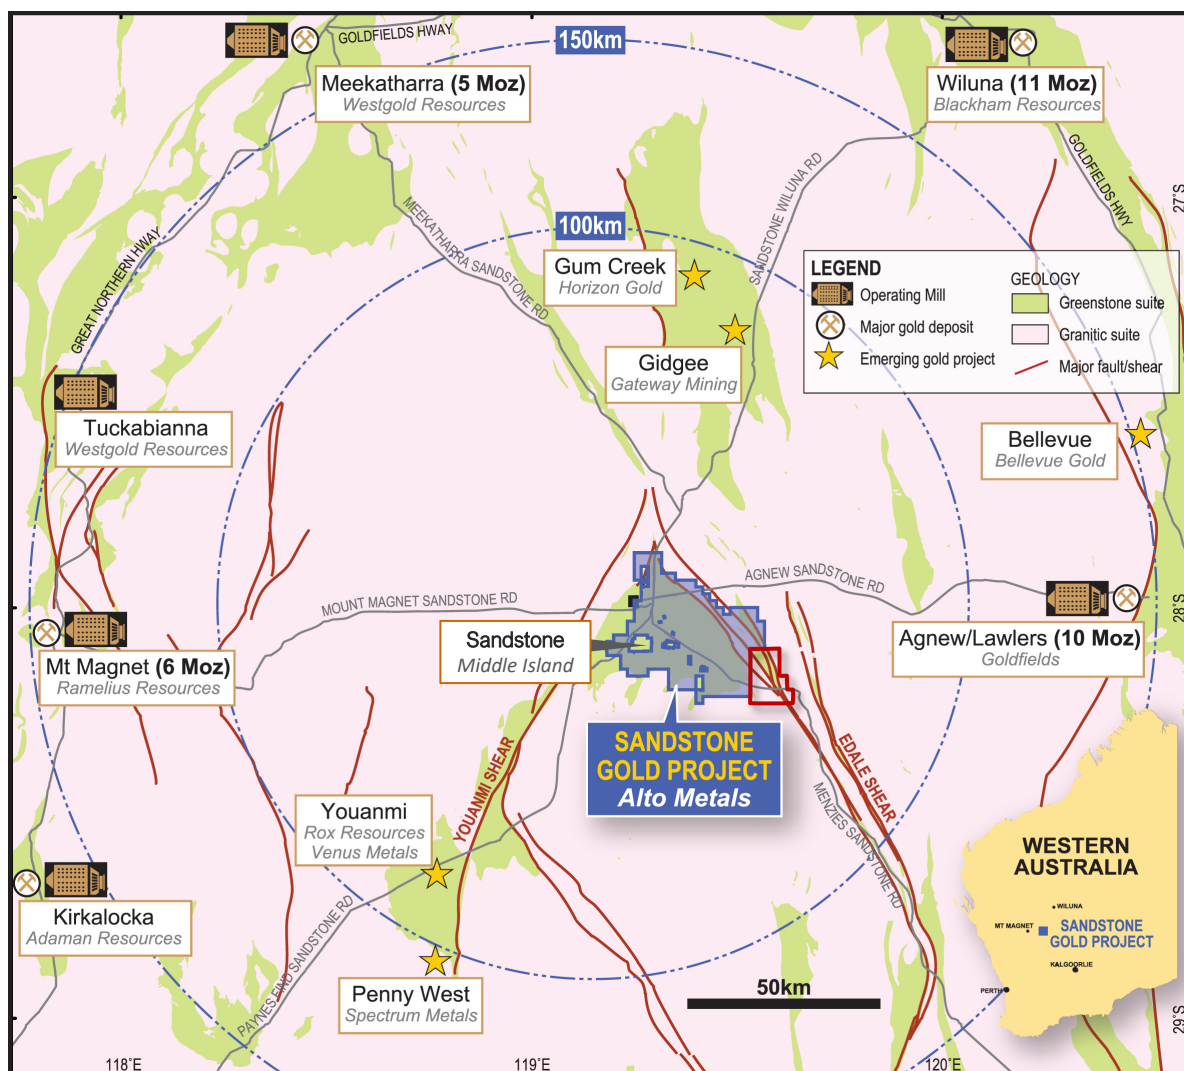 GOLDFIELDS HWY
150km
Meekatharra (5 Moz)
Westgold Resources
Wiluna (11 Moz)
Blackham Resources
GOLDFIELDS HWY
27°S
MEEKATHARRA SANDSTONE RD
SANDSTONE WILUNA RD
100km
GREAT NORTHERN HWAY
Gum Creek
Horizon Gold
Gidgee
Gateway Mining
LEGEND
Operating Mill
Major gold deposit
Emerging gold project
GEOLOGY
Greenstone suite
Granitic suite
Major fault/shear
Tuckabianna
Westgold Resources
Bellevue
Bellevue Gold
AGNEW SANDSTONE RD
MOUNT MAGNET SANDSTONE RD
28°S
Sandstone
Middle Island
Agnew/Lawlers (10 Moz)
Goldfields
Mt Magnet (6 Moz)
Ramelius Resources
SANDSTONE
GOLD PROJECT
Alto Metals
YOUANMI SHEAR
EDALE SHEAR
MENZIES SANDSTONE RD
Youanmi
Rox Resources
Venus Metals
Kirkalocka
Adaman Resources
PAYNES FIND SANDSTONE RD
Penny West
Spectrum Metals
50km
WESTERN
AUSTRALIA
WILUNA
MT MAGNET
SANDSTONE
GOLD PROJECT
KALGOORLIE
PERTH
29°S
118°E
119°E
120°E